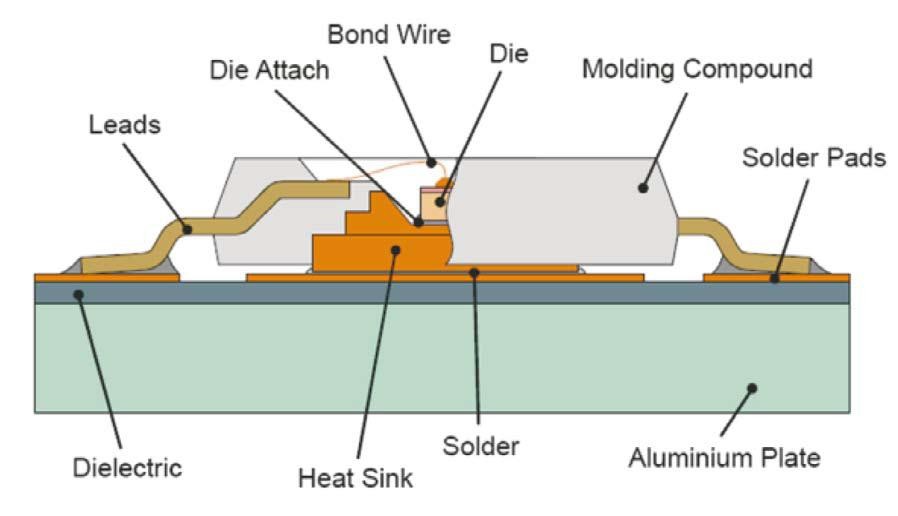 Bond Wire
Die
Die Attach
Molding Compound
Leads
Solder Pads
Solder
Dielectric
Heat Sink
Aluminium Plate